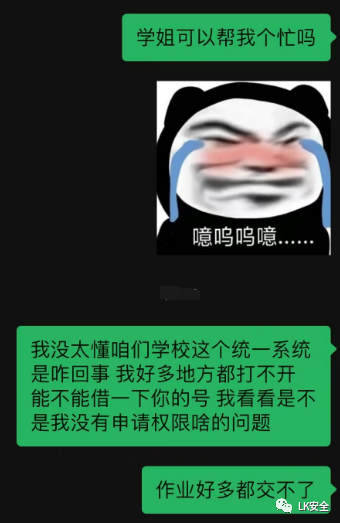 学姐可以帮我个忙吗
噫呜呜噫……
我没太懂咱们学校这个统一系统
是咋回事 我好多地方都打不开
能不能借一下你的号 我看看是不
是我没有申请权限啥的问题
作业好多都交不了
LK安全